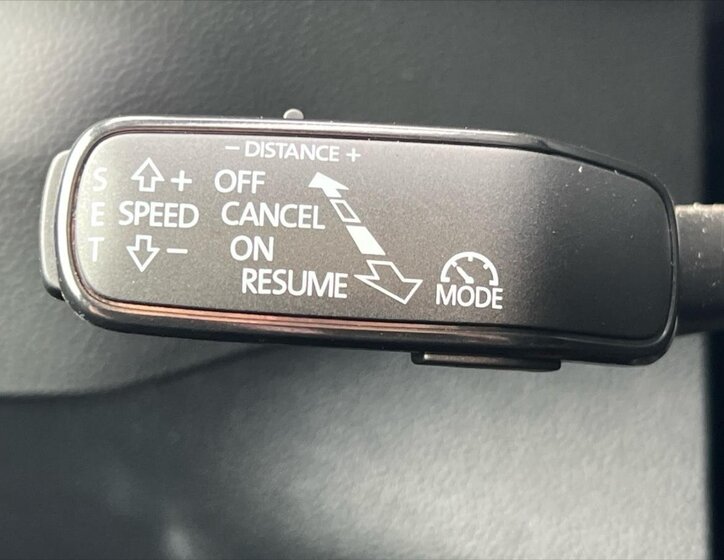 − DISTANCE +
S
E
T
+
SPEED
−
OFF
CANCEL
ON
RESUME
MODE